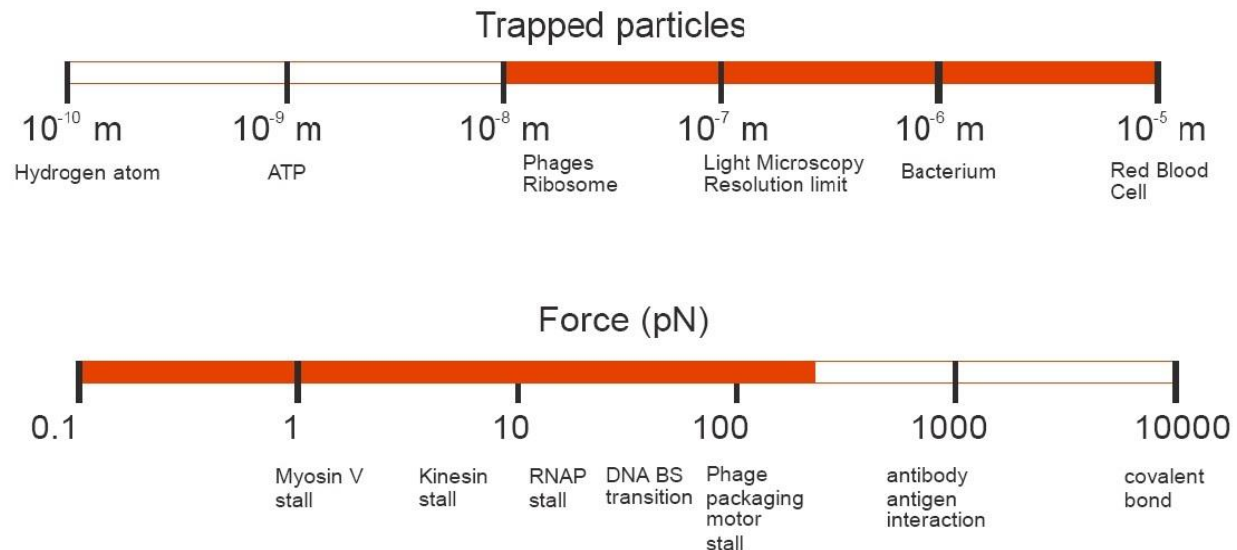 Trapped particles
10⁻¹⁰ m 10⁻⁹ m 10⁻⁸ m 10⁻⁷ m 10⁻⁶ m 10⁻⁵ m
Hydrogen atom
ATP
Phages
Ribosome
Light Microscopy
Resolution limit
Bacterium
Red Blood
Cell
Force (pN)
0.1 1 10 100 1000 10000
Myosin V
stall
Kinesin
stall
RNAP
stall
DNA BS
transition
Phage
packaging
motor
stall
antibody
antigen
interaction
covalent
bond